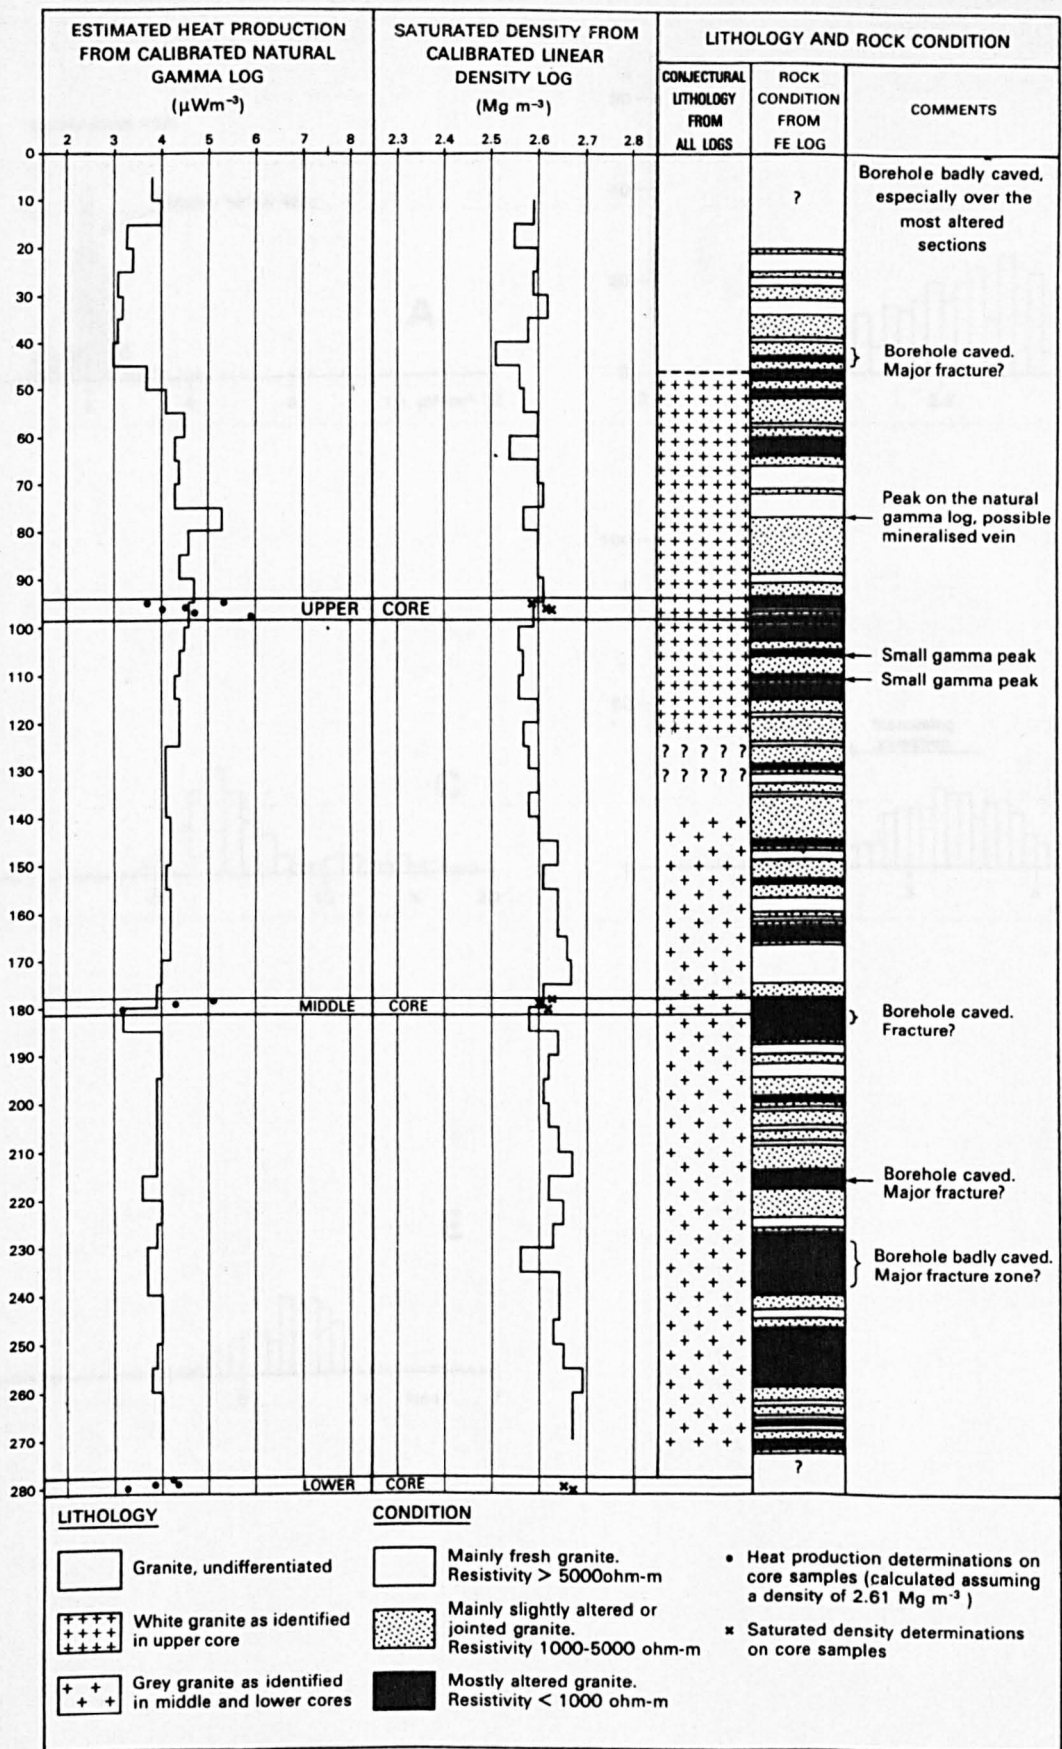 ESTIMATED HEAT PRODUCTION
FROM CALIBRATED NATURAL
GAMMA LOG
(μWm⁻³)
SATURATED DENSITY FROM
CALIBRATED LINEAR
DENSITY LOG
(Mg m⁻³)
LITHOLOGY AND ROCK CONDITION
CONJECTURAL
LITHOLOGY
FROM
ALL LOGS
ROCK
CONDITION
FROM
FE LOG
COMMENTS
2 3 4 5 6 7 8
2.3 2.4 2.5 2.6 2.7 2.8
0
10
20
30
40
50
60
70
80
90
100
110
120
130
140
150
160
170
180
190
200
210
220
230
240
250
260
270
280
?
Borehole badly caved,
especially over the
most altered
sections
Borehole caved.
Major fracture?
Peak on the natural
gamma log, possible
mineralised vein
UPPER CORE
Small gamma peak
Small gamma peak
? ? ? ? ?
? ? ? ? ?
MIDDLE CORE
Borehole caved.
Fracture?
Borehole caved.
Major fracture?
Borehole badly caved.
Major fracture zone?
?
LOWER CORE
LITHOLOGY
Granite, undifferentiated
White granite as identified
in upper core
Grey granite as identified
in middle and lower cores
CONDITION
Mainly fresh granite.
Resistivity > 5000ohm-m
Mainly slightly altered or
jointed granite.
Resistivity 1000-5000 ohm-m
Mostly altered granite.
Resistivity < 1000 ohm-m
• Heat production determinations on
core samples (calculated assuming
a density of 2.61 Mg m⁻³ )
× Saturated density determinations
on core samples